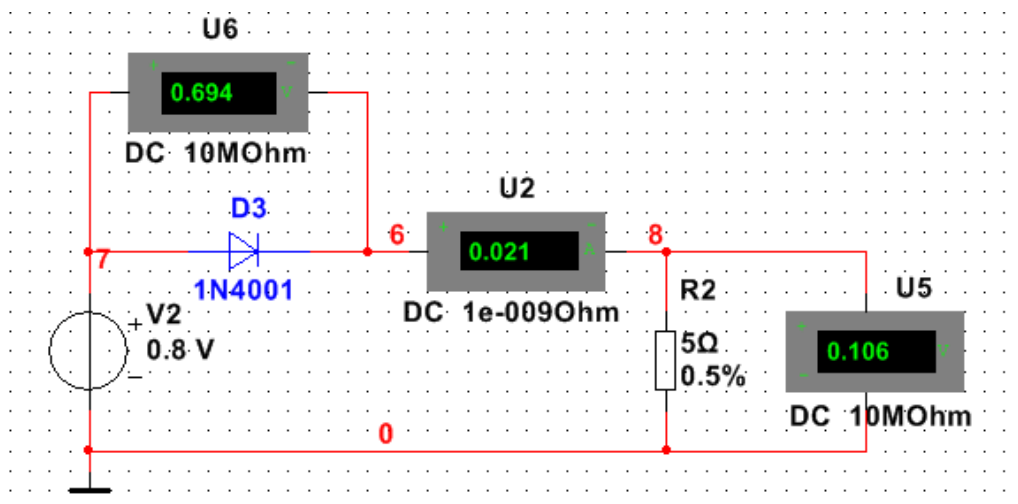 U6
+ -
0.694 V
DC 10MOhm
D3
1N4001
7
6
U2
+ -
0.021 A
DC 1e-009Ohm
8
V2
+
0.8 V
-
R2
5Ω
0.5%
U5
+
0.106 V
-
DC 10MOhm
0